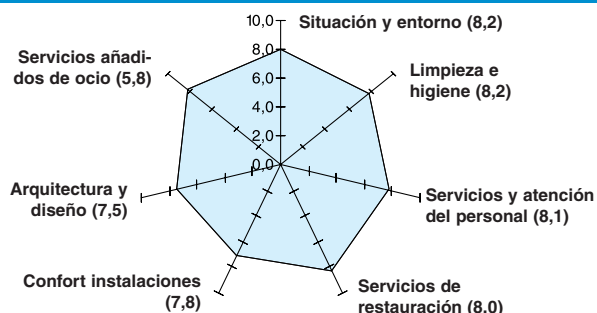 10,0
8,0
6,0
4,0
2,0
0,0
Situación y entorno (8,2)
Limpieza e
higiene (8,2)
Servicios y atención
del personal (8,1)
Servicios de
restauración (8,0)
Confort instalaciones
(7,8)
Arquitectura y
diseño (7,5)
Servicios añadi-
dos de ocio (5,8)